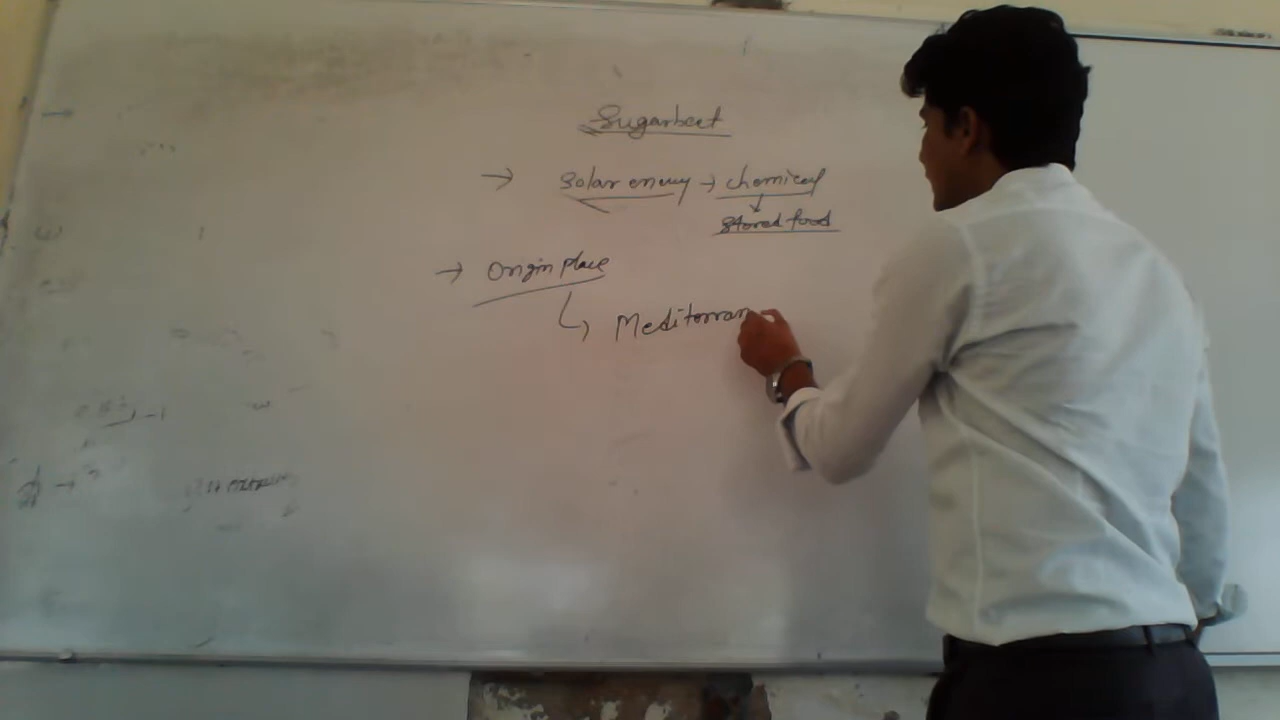 Sugarbeet
→ Solar energy → chemical
↓
Stored food
→ Origin place
↳ Mediterran